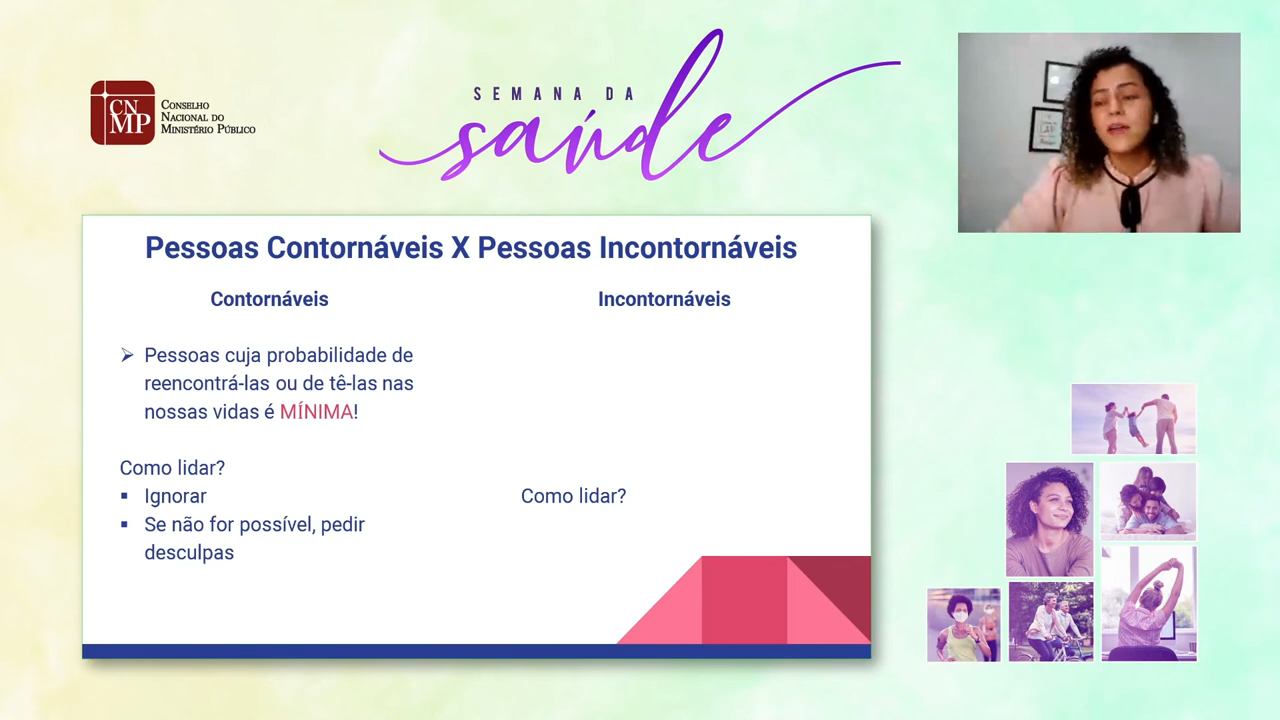 CN
MP
CONSELHO
NACIONAL DO
MINISTÉRIO PÚBLICO
SEMANA DA
saúde
Pessoas Contornáveis X Pessoas Incontornáveis
Contornáveis
➢ Pessoas cuja probabilidade de
reencontrá-las ou de tê-las nas
nossas vidas é MÍNIMA!
Como lidar?
▪ Ignorar
▪ Se não for possível, pedir
desculpas
Incontornáveis
Como lidar?